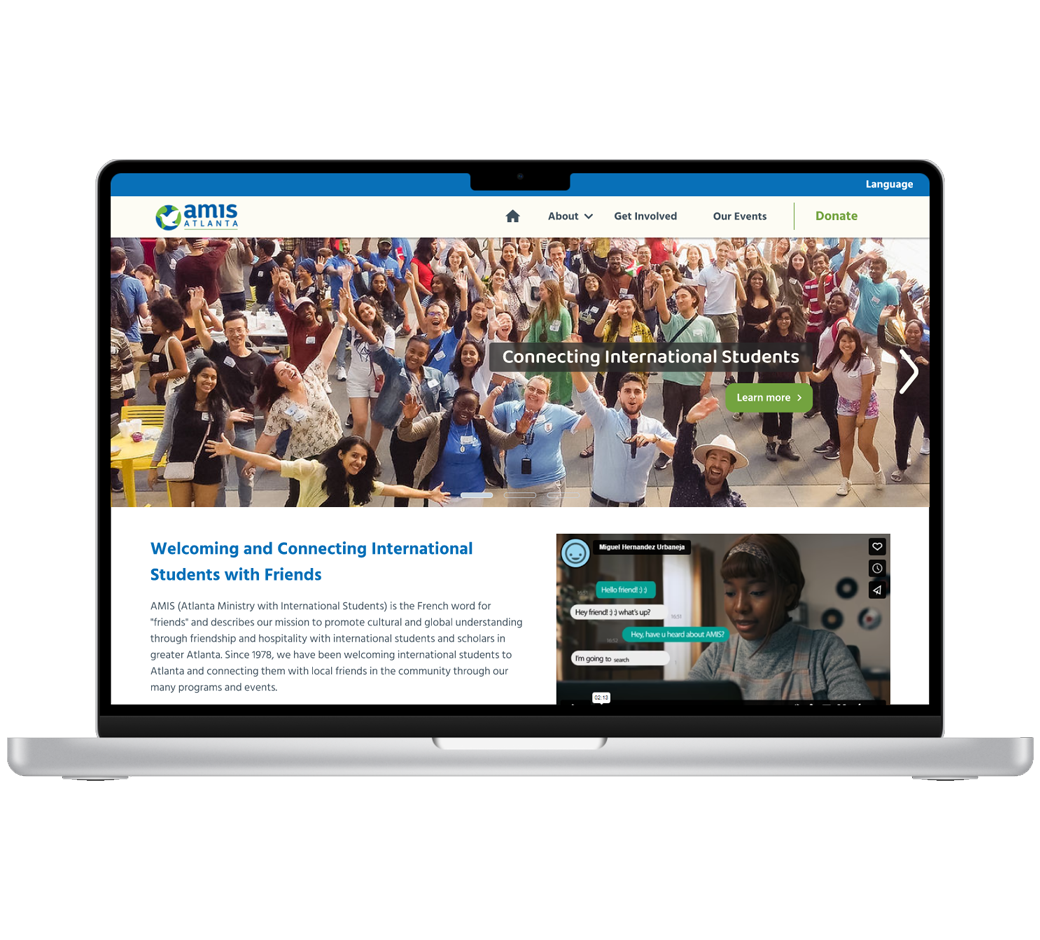 Language
amis
ATLANTA
About
Get Involved
Our Events
Donate
Connecting International Students
Learn more
Welcoming and Connecting International
Students with Friends
AMIS (Atlanta Ministry with International Students) is the French word for
"friends" and describes our mission to promote cultural and global understanding
through friendship and hospitality with international students and scholars in
greater Atlanta. Since 1978, we have been welcoming international students to
Atlanta and connecting them with local friends in the community through our
many programs and events.
Miguel Hernandez Urbaneja
Hello friend! :) :)
Hey friend! :) what's up?
16:51
Hey, have u heard about AMIS?
I'm going to search
02:13